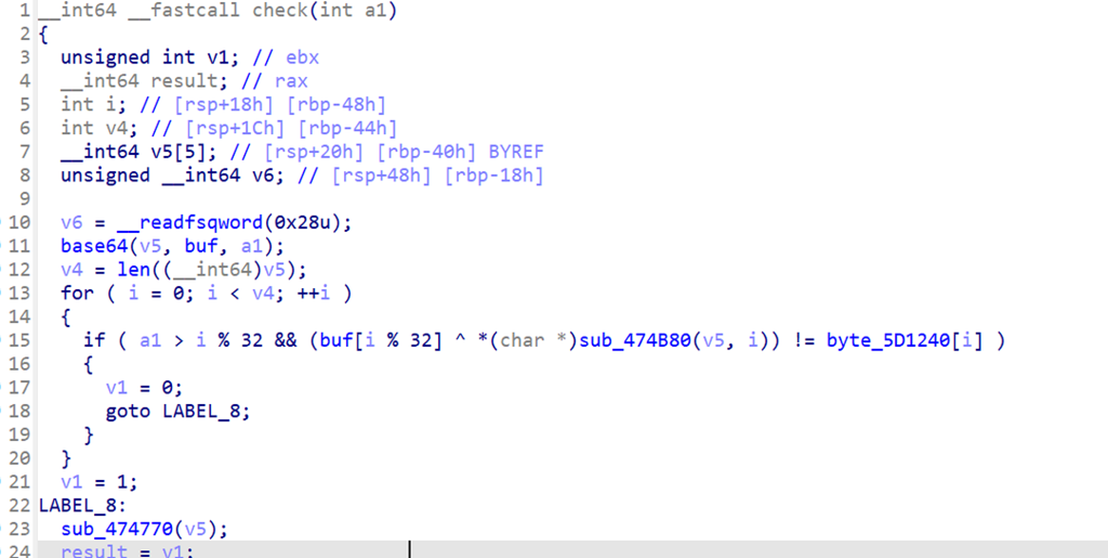 1 __int64 __fastcall check(int a1)
2 {
3 unsigned int v1; // ebx
4 __int64 result; // rax
5 int i; // [rsp+18h] [rbp-48h]
6 int v4; // [rsp+1Ch] [rbp-44h]
7 __int64 v5[5]; // [rsp+20h] [rbp-40h] BYREF
8 unsigned __int64 v6; // [rsp+48h] [rbp-18h]
9
10 v6 = __readfsqword(0x28u);
11 base64(v5, buf, a1);
12 v4 = len((__int64)v5);
13 for ( i = 0; i < v4; ++i )
14 {
15 if ( a1 > i % 32 && (buf[i % 32] ^ *(char *)sub_474B80(v5, i)) != byte_5D1240[i] )
16 {
17 v1 = 0;
18 goto LABEL_8;
19 }
20 }
21 v1 = 1;
22 LABEL_8:
23 sub_474770(v5);
24 result = v1;